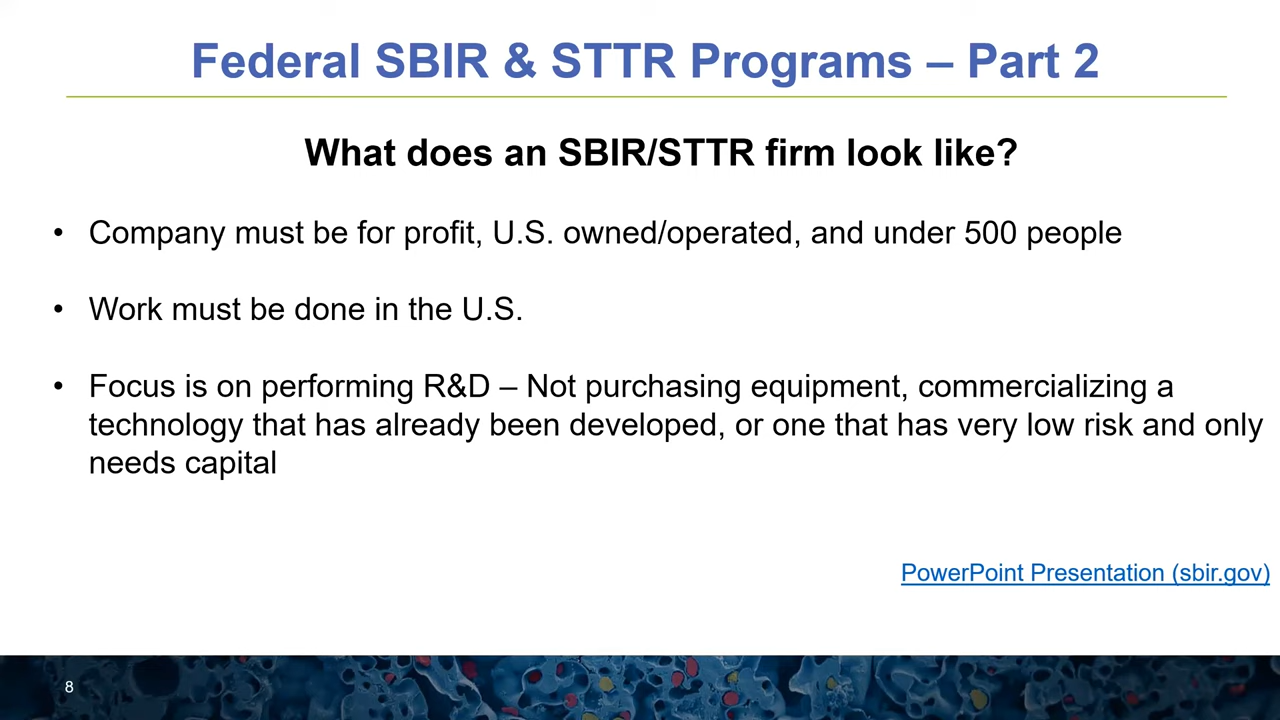 Federal SBIR & STTR Programs – Part 2
What does an SBIR/STTR firm look like?
• Company must be for profit, U.S. owned/operated, and under 500 people
• Work must be done in the U.S.
• Focus is on performing R&D – Not purchasing equipment, commercializing a
technology that has already been developed, or one that has very low risk and only
needs capital
PowerPoint Presentation (sbir.gov)
8